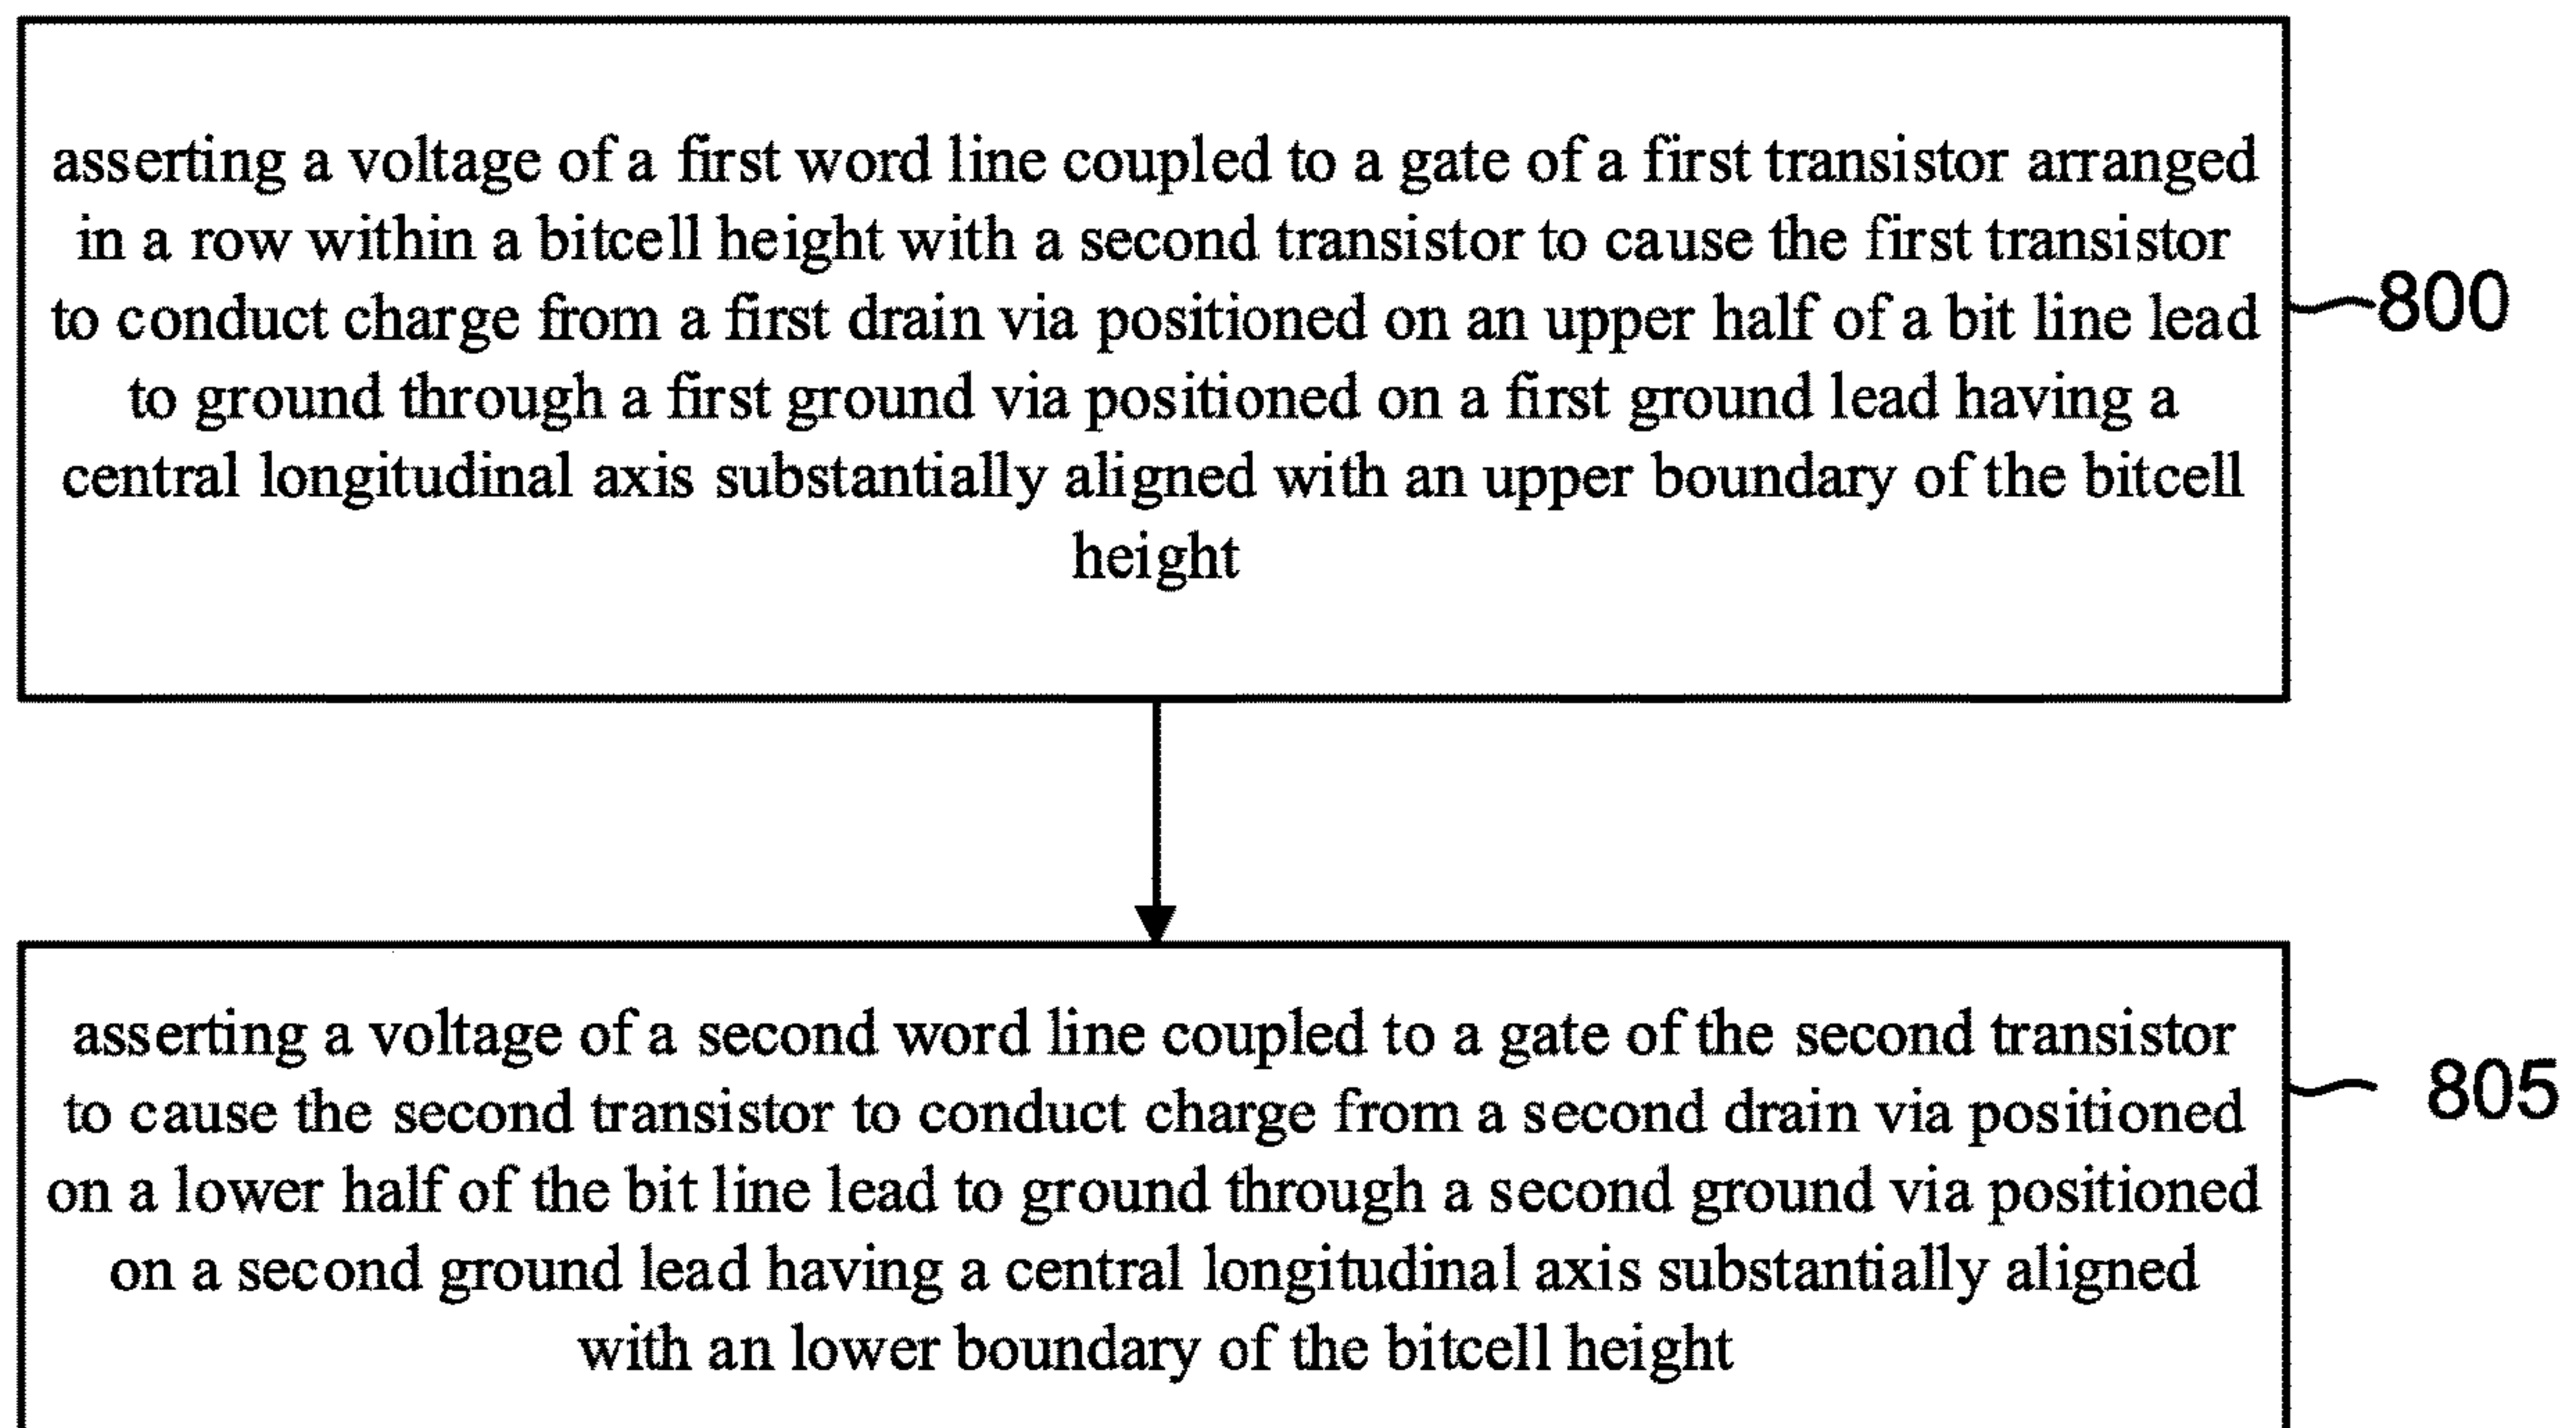 asserting a voltage of a first word line coupled to a gate of a first transistor arranged
in a row within a bitcell height with a second transistor to cause the first transistor
to conduct charge from a first drain via positioned on an upper half of a bit line lead
to ground through a first ground via positioned on a first ground lead having a
central longitudinal axis substantially aligned with an upper boundary of the bitcell
height
800
asserting a voltage of a second word line coupled to a gate of the second transistor
to cause the second transistor to conduct charge from a second drain via positioned
on a lower half of the bit line lead to ground through a second ground via positioned
on a second ground lead having a central longitudinal axis substantially aligned
with an lower boundary of the bitcell height
805